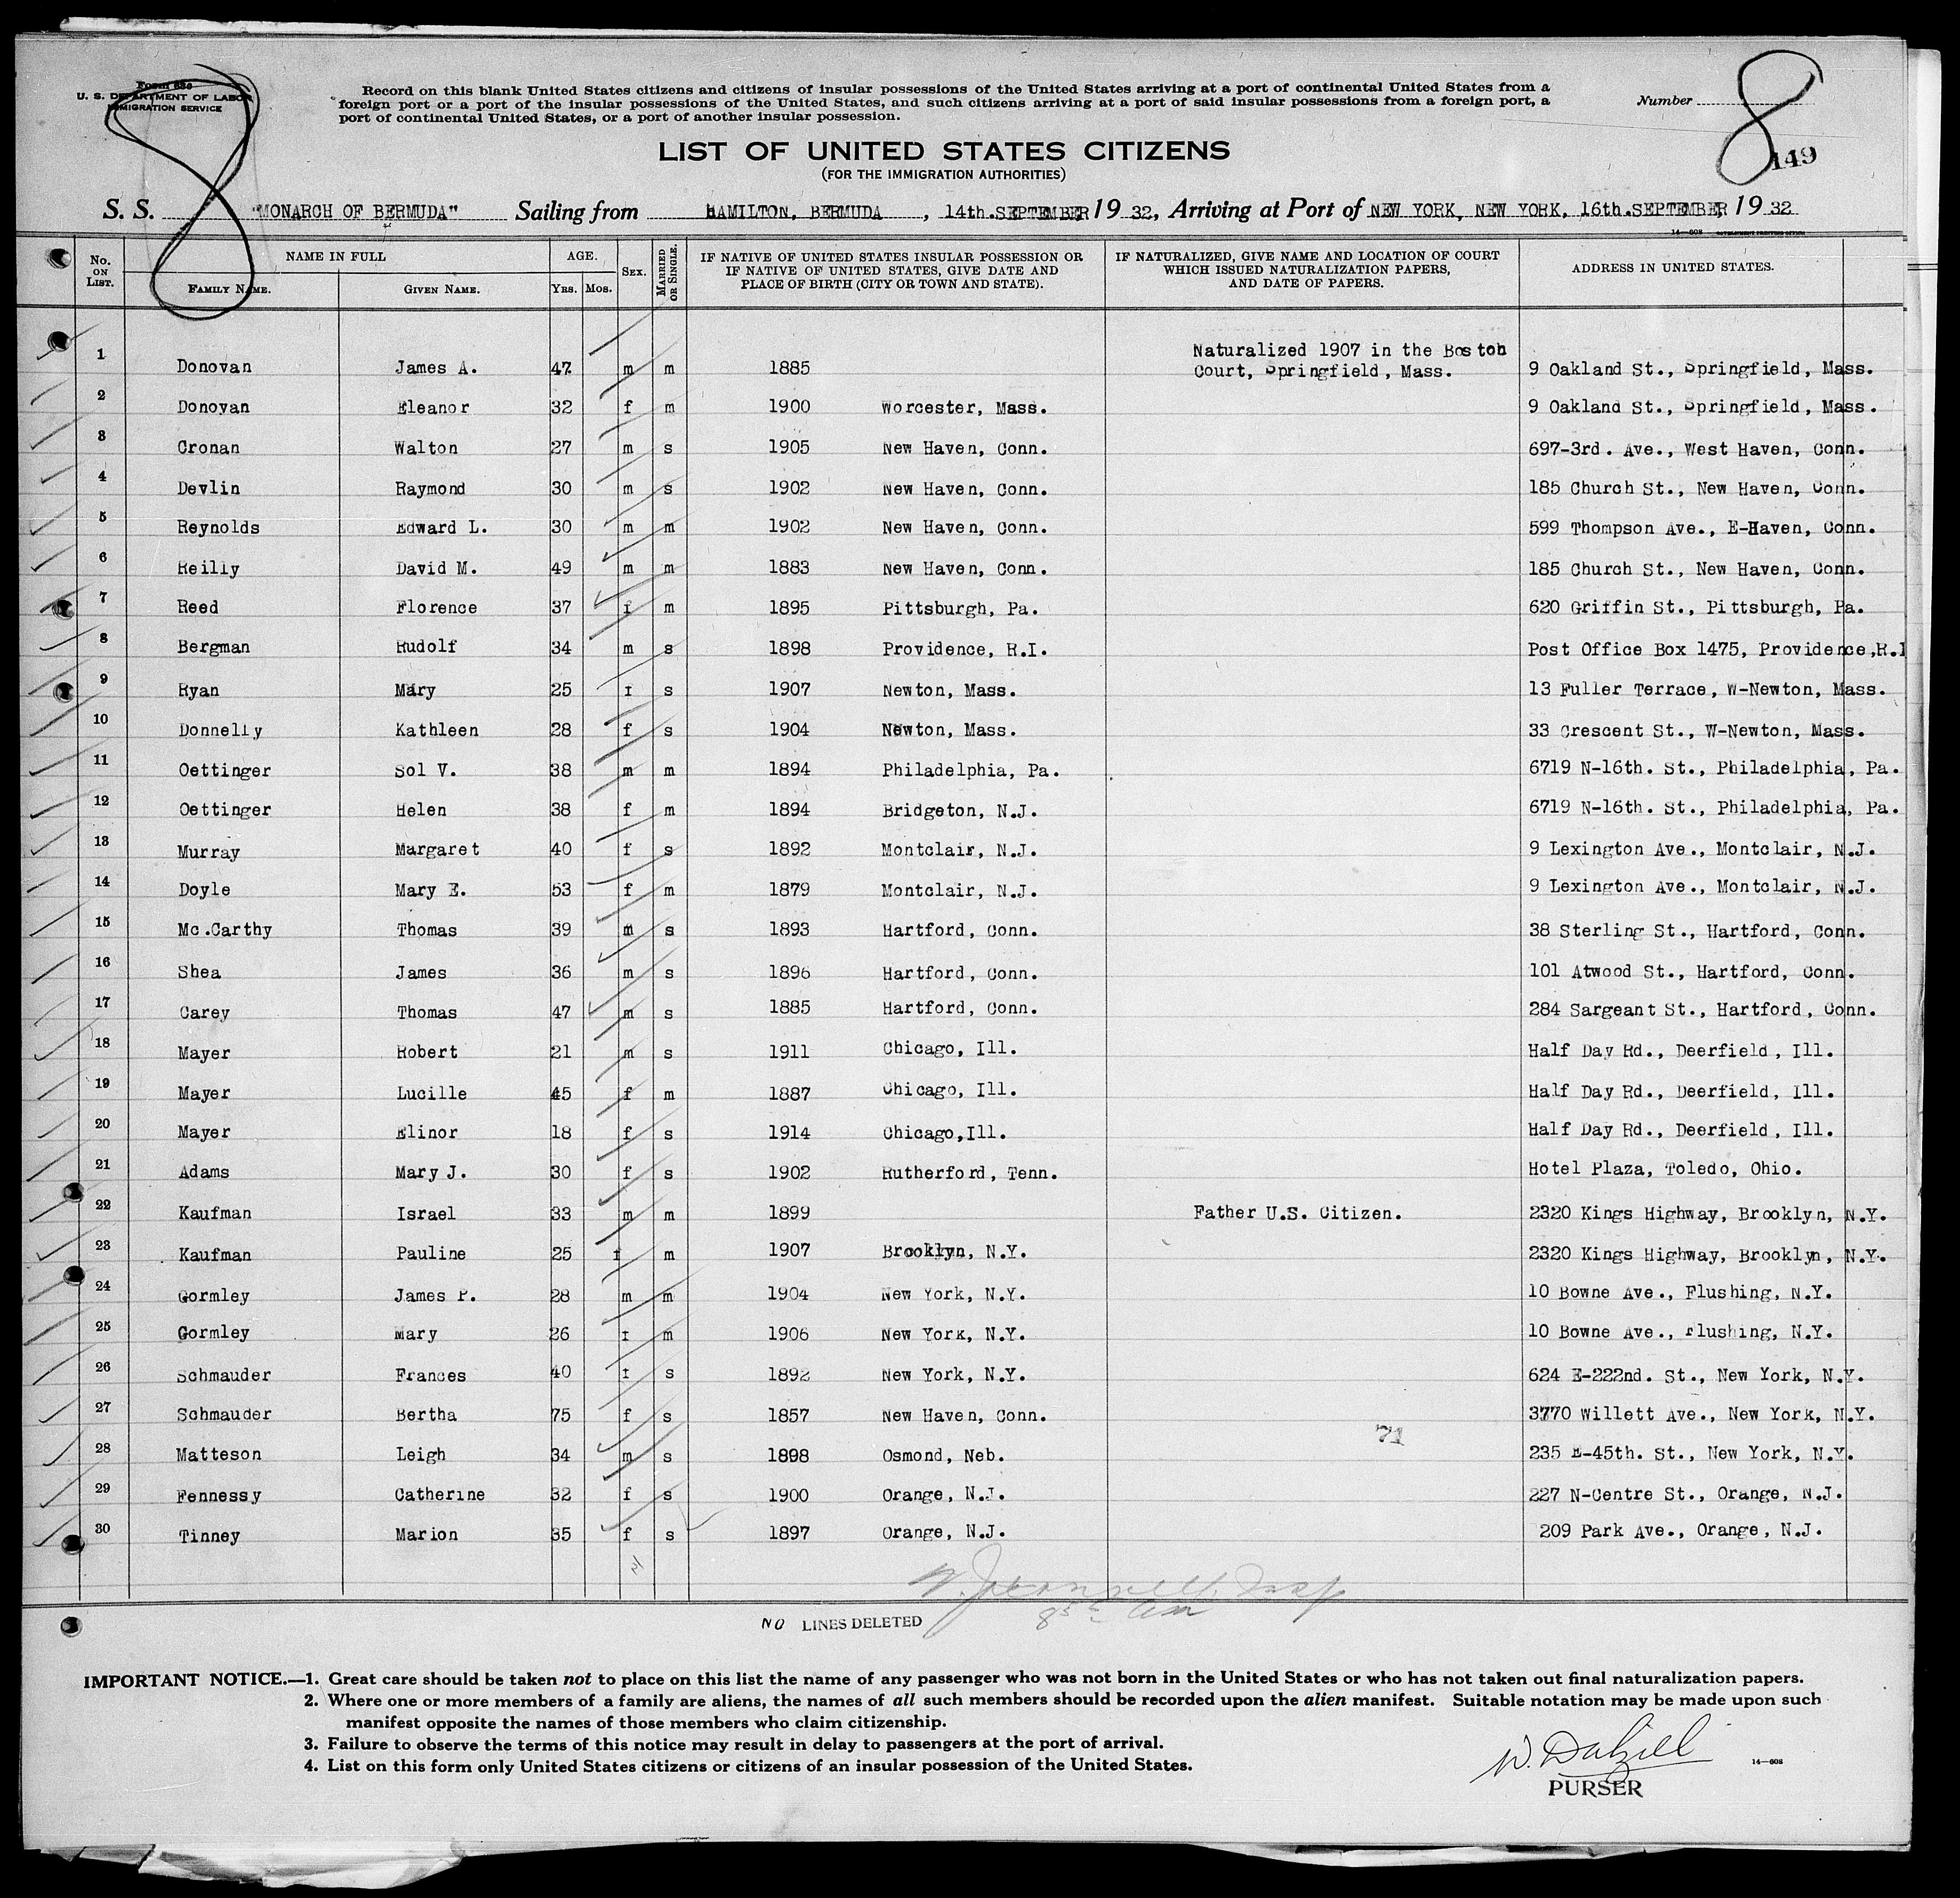 8
8
Form 630
U. S. DEPARTMENT OF LABOR
IMMIGRATION SERVICE
Record on this blank United States citizens and citizens of insular possessions of the United States arriving at a port of continental United States from a
foreign port or a port of the insular possessions of the United States, and such citizens arriving at a port of said insular possessions from a foreign port, a
port of continental United States, or a port of another insular possession.
Number
149
LIST OF UNITED STATES CITIZENS
(FOR THE IMMIGRATION AUTHORITIES)
S. S. "MONARCH OF BERMUDA" Sailing from HAMILTON, BERMUDA, 14th.SEPTEMBER 19 32, Arriving at Port of NEW YORK, NEW YORK, 16th.SEPTEMBER, 19 32
14—608 GOVERNMENT PRINTING OFFICE
No. ON LIST. NAME IN FULL FAMILY NAME. GIVEN NAME. AGE. YRS. MOS. SEX. MARRIED OR SINGLE. IF NATIVE OF UNITED STATES INSULAR POSSESSION OR IF NATIVE OF UNITED STATES, GIVE DATE AND PLACE OF BIRTH (CITY OR TOWN AND STATE). IF NATURALIZED, GIVE NAME AND LOCATION OF COURT WHICH ISSUED NATURALIZATION PAPERS, AND DATE OF PAPERS. ADDRESS IN UNITED STATES.
1 Donovan James A. 47 m m 1885 Naturalized 1907 in the Boston Court, Springfield, Mass. 9 Oakland St., Springfield, Mass.
2 Donovan Eleanor 32 f m 1900 Worcester, Mass. 9 Oakland St., Springfield, Mass.
3 Cronan Walton 27 m s 1905 New Haven, Conn. 697-3rd. Ave., West Haven, Conn.
4 Devlin Raymond 30 m s 1902 New Haven, Conn. 185 Church St., New Haven, Conn.
5 Reynolds Edward L. 30 m m 1902 New Haven, Conn. 599 Thompson Ave., E-Haven, Conn.
6 Reilly David M. 49 m m 1883 New Haven, Conn. 185 Church St., New Haven, Conn.
7 Reed Florence 37 f m 1895 Pittsburgh, Pa. 620 Griffin St., Pittsburgh, Pa.
8 Bergman Rudolf 34 m s 1898 Providence, R.I. Post Office Box 1475, Providence,R.I
9 Ryan Mary 25 f s 1907 Newton, Mass. 13 Fuller Terrace, W-Newton, Mass.
10 Donnelly Kathleen 28 f s 1904 Newton, Mass. 33 Crescent St., W-Newton, Mass.
11 Oettinger Sol V. 38 m m 1894 Philadelphia, Pa. 6719 N-16th. St., Philadelphia, Pa.
12 Oettinger Helen 38 f m 1894 Bridgeton, N.J. 6719 N-16th. St., Philadelphia, Pa.
13 Murray Margaret 40 f s 1892 Montclair, N.J. 9 Lexington Ave., Montclair, N.J.
14 Doyle Mary E. 53 f m 1879 Montclair, N.J. 9 Lexington Ave., Montclair, N.J.
15 Mc.Carthy Thomas 39 m s 1893 Hartford, Conn. 38 Sterling St., Hartford, Conn.
16 Shea James 36 m s 1896 Hartford, Conn. 101 Atwood St., Hartford, Conn.
17 Carey Thomas 47 m s 1885 Hartford, Conn. 284 Sargeant St., Hartford, Conn.
18 Mayer Robert 21 m s 1911 Chicago, Ill. Half Day Rd., Deerfield, Ill.
19 Mayer Lucille 45 f m 1887 Chicago, Ill. Half Day Rd., Deerfield, Ill.
20 Mayer Elinor 18 f s 1914 Chicago,Ill. Half Day Rd., Deerfield, Ill.
21 Adams Mary J. 30 f s 1902 Rutherford, Tenn. Hotel Plaza, Toledo, Ohio.
22 Kaufman Israel 33 m m 1899 Father U.S. Citizen. 2320 Kings Highway, Brooklyn, N.Y.
23 Kaufman Pauline 25 f m 1907 Brooklyn, N.Y. 2320 Kings Highway, Brooklyn, N.Y.
24 Gormley James P. 28 m m 1904 New York, N.Y. 10 Bowne Ave., Flushing, N.Y.
25 Gormley Mary 26 f m 1906 New York, N.Y. 10 Bowne Ave., Flushing, N.Y.
26 Schmauder Frances 40 f s 1892 New York, N.Y. 624 E-222nd. St., New York, N.Y.
27 Schmauder Bertha 75 f s 1857 New Haven, Conn. 3770 Willett Ave., New York, N.Y.
71
28 Matteson Leigh 34 m s 1898 Osmond, Neb. 235 E-45th. St., New York, N.Y.
29 Fennessy Catherine 32 f s 1900 Orange, N.J. 227 N-Centre St., Orange, N.J.
30 Tinney Marion 35 f s 1897 Orange, N.J. 209 Park Ave., Orange, N.J.
NO LINES DELETED
IMPORTANT NOTICE.—1. Great care should be taken not to place on this list the name of any passenger who was not born in the United States or who has not taken out final naturalization papers.
2. Where one or more members of a family are aliens, the names of all such members should be recorded upon the alien manifest. Suitable notation may be made upon such
manifest opposite the names of those members who claim citizenship.
3. Failure to observe the terms of this notice may result in delay to passengers at the port of arrival.
4. List on this form only United States citizens or citizens of an insular possession of the United States.
W. Dalziell
14—608
PURSER